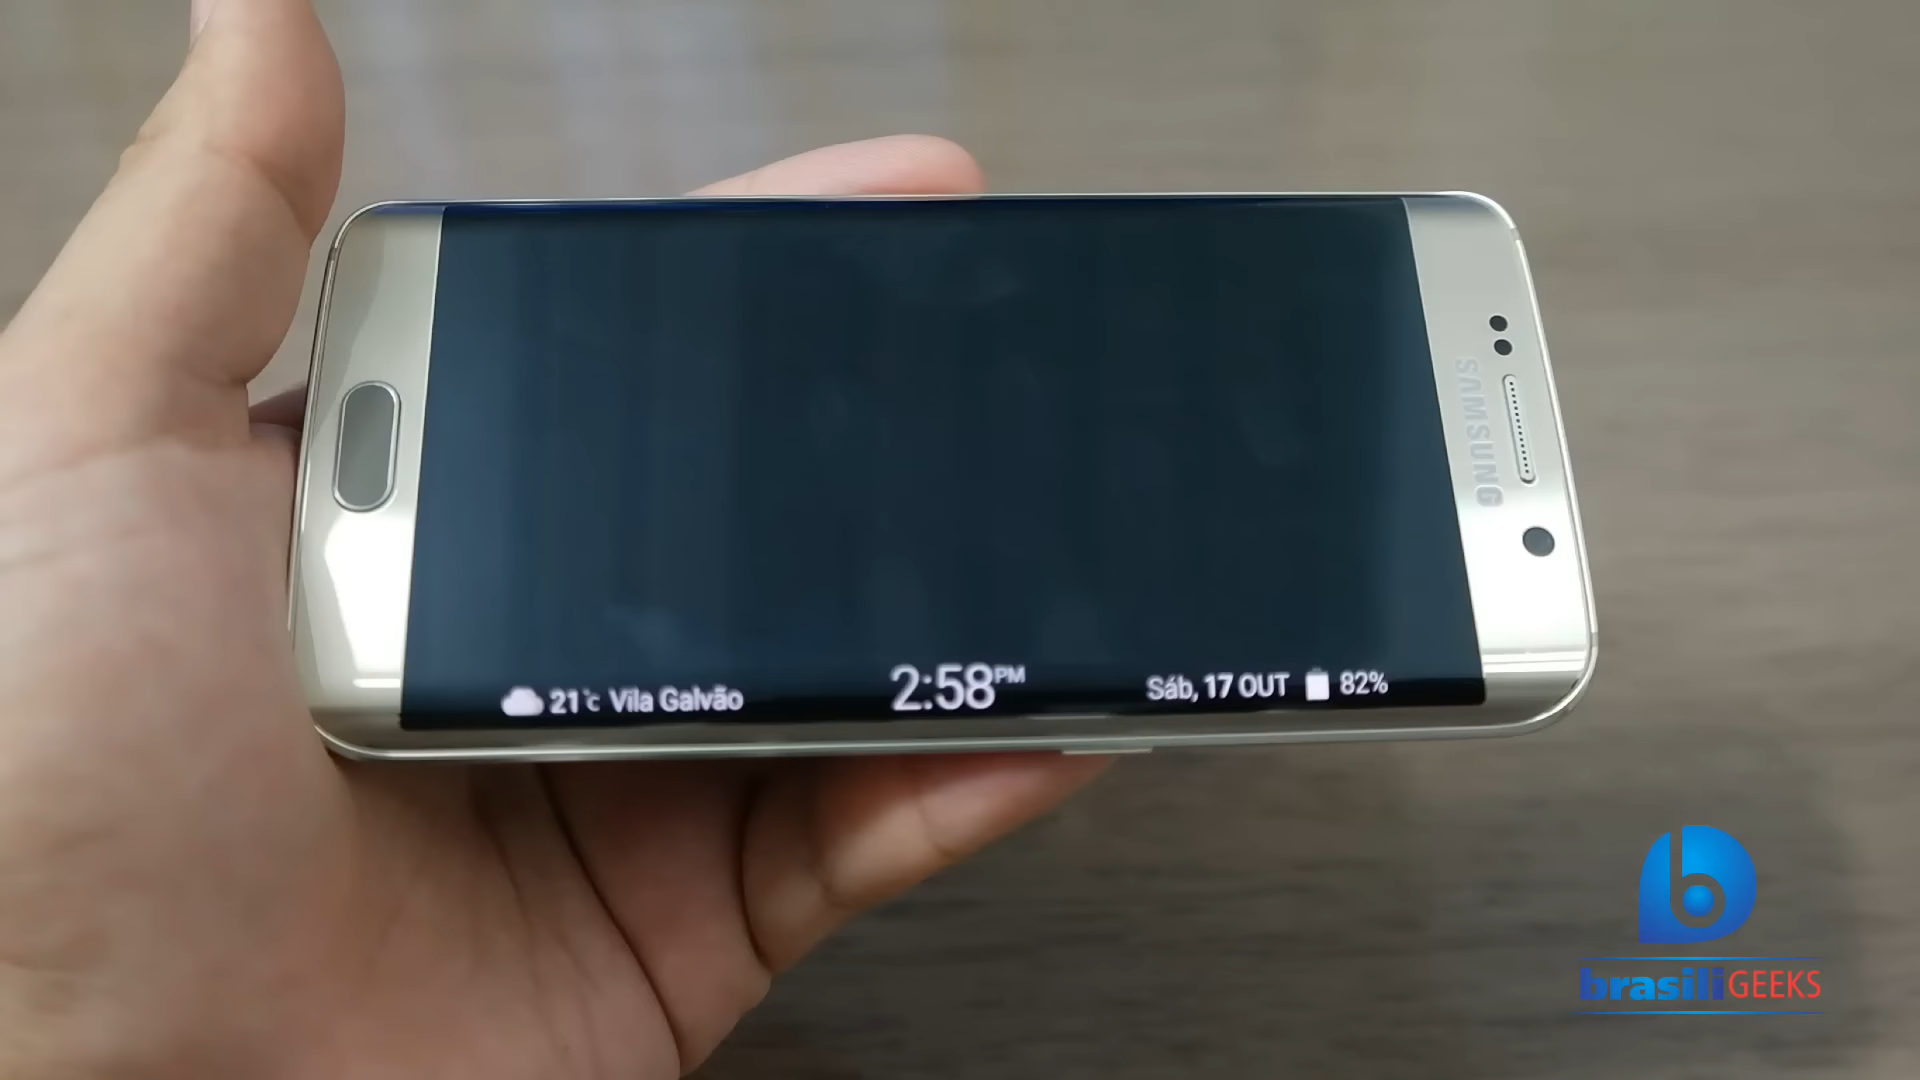 SAMSUNG
21°c Vila Galvão
2:58PM
Sáb, 17 OUT 82%
b
brasiliGEEKS